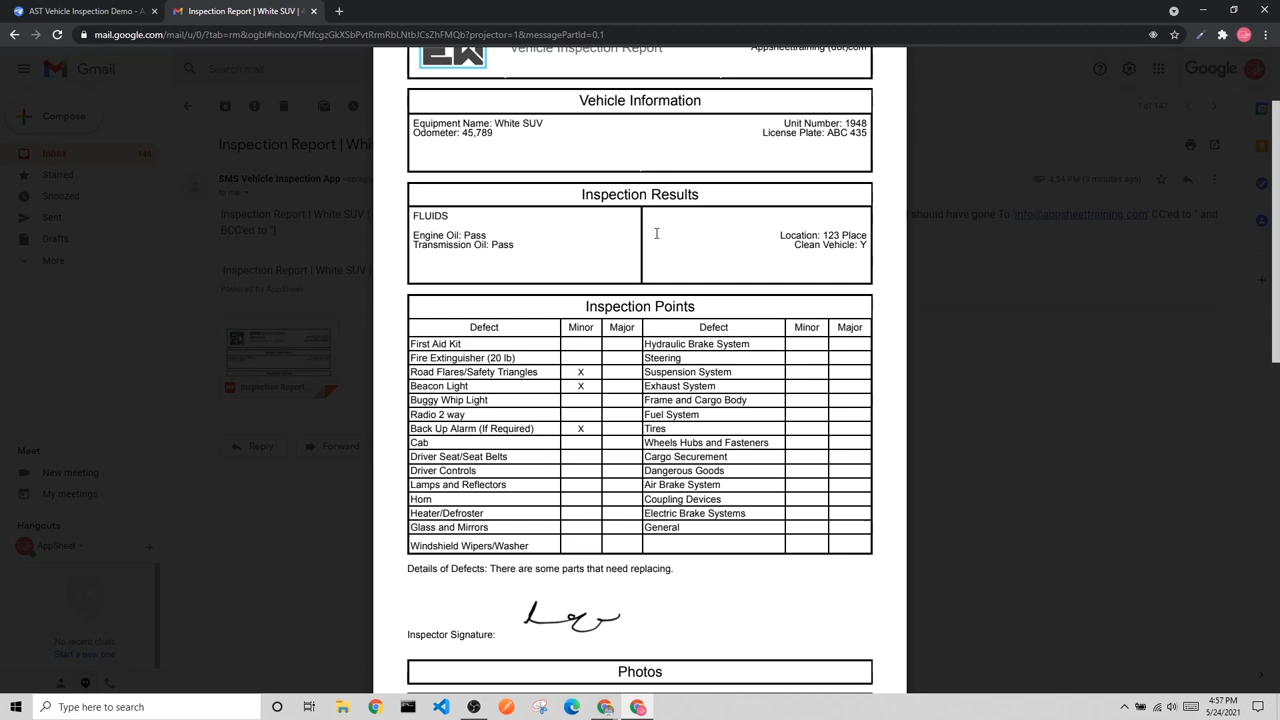 AST Vehicle Inspection Demo - A
Inspection Report | White SUV |
mail.google.com/mail/u/0/?tab=rm&ogbl#inbox/FMfcgzGkXSbPvtRmRbLNtbJCsZhFMQb?projector=1&messagePartId=0.1
Gmail
Search mail
Google
Compose
1 of 147
Inbox
146
Starred
Snoozed
Sent
Drafts
More
Inspection Report | Whi
SMS Vehicle Inspection App
to me
4:54 PM (3 minutes ago)
Inspection Report | White SUV |
should have gone To 'info@appsheettraining.com' CC'ed to '' and
BCC'ed to '']
Inspection Report | White SUV |
Powered by AppSheet
Inspection Report...
Reply
Forward
Meet
New meeting
My meetings
Hangouts
AppSheet
No recent chats
Start a new one
EW
Vehicle Inspection Report
Appsheettraining (dot)com
Vehicle Information
Equipment Name: White SUV
Unit Number: 1948
Odometer: 45,789
License Plate: ABC 435
Inspection Results
FLUIDS
Engine Oil: Pass
Location: 123 Place
Transmission Oil: Pass
Clean Vehicle: Y
Inspection Points
Defect Minor Major Defect Minor Major
First Aid Kit Hydraulic Brake System
Fire Extinguisher (20 lb) Steering
Road Flares/Safety Triangles X Suspension System
Beacon Light X Exhaust System
Buggy Whip Light Frame and Cargo Body
Radio 2 way Fuel System
Back Up Alarm (If Required) X Tires
Cab Wheels Hubs and Fasteners
Driver Seat/Seat Belts Cargo Securement
Driver Controls Dangerous Goods
Lamps and Reflectors Air Brake System
Horn Coupling Devices
Heater/Defroster Electric Brake Systems
Glass and Mirrors General
Windshield Wipers/Washer
Details of Defects: There are some parts that need replacing.
Inspector Signature:
Photos
Type here to search
4:57 PM
5/24/2021